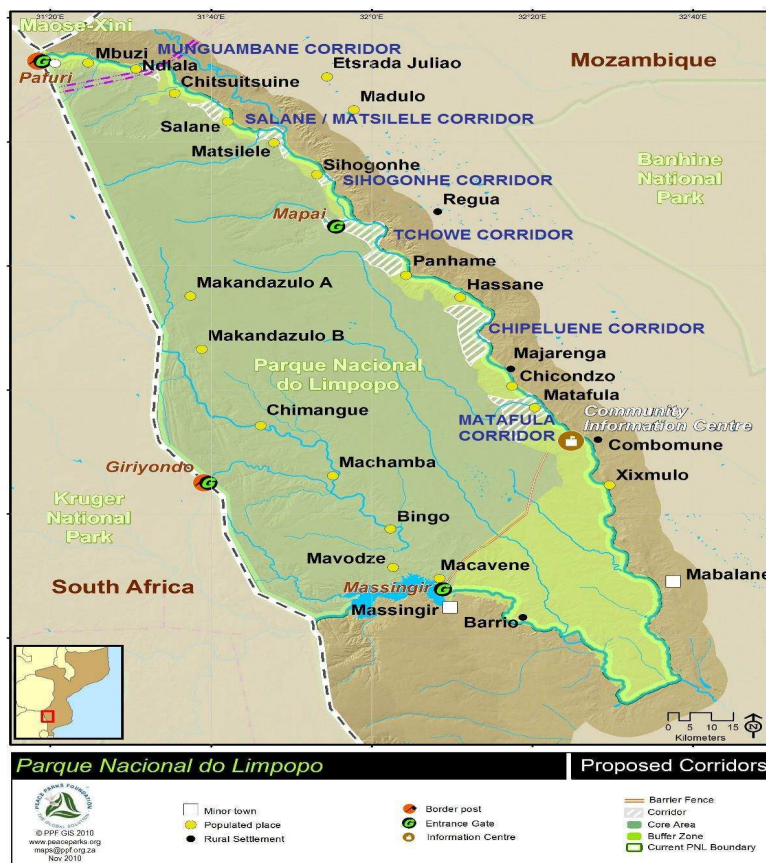 31°20' 31°40' 32°0' 32°20' 32°40'
Maose-Xini
Mbuzi
MUNGUAMBANE CORRIDOR
Etsrada Juliao
Mozambique
Ndlala
Pafuri
Chitsuitsuine
Madulo
Salane
SALANE / MATSILELE CORRIDOR
Matsilele
Sihogonhe
SIHOGONHE CORRIDOR
Banhine
National
Park
Regua
Mapai
TCHOWE CORRIDOR
Panhame
Makandazulo A
Hassane
CHIPELUENE CORRIDOR
Makandazulo B
Majarenga
Parque Nacional
do Limpopo
Chicondzo
Matafula
Chimangue
MATAFULA
CORRIDOR
Community
Information Centre
Combomune
Giriyondo
Machamba
Xixmulo
Kruger
National
Park
Bingo
Mavodze
Macavene
South Africa
Massingir
Mabalane
Massingir
Barrio
0 5 10 15
Kilometers
N
Parque Nacional do Limpopo
Proposed Corridors
PEACE PARKS FOUNDATION
THE GLOBAL SOLUTION
© PPF GIS 2010
www.peaceparks.org
maps@ppf.org.za
Nov 2010
Minor town
Populated place
Rural Settlement
Border post
G Entrance Gate
Information Centre
Barrier Fence
Corridor
Core Area
Buffer Zone
Current PNL Boundary